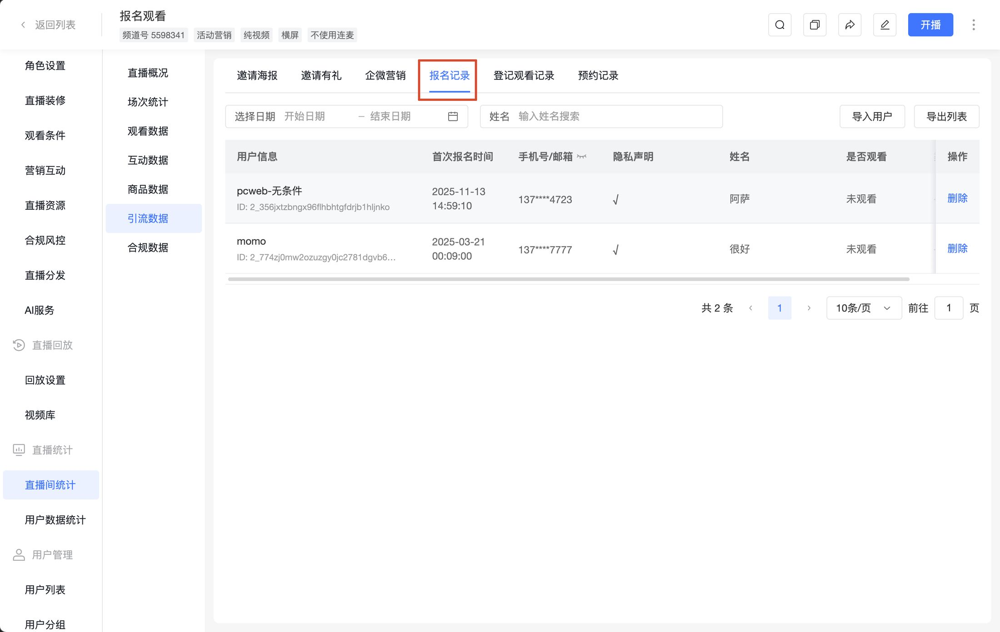 返回列表
报名观看
频道号 5598341 活动营销 纯视频 横屏 不使用连麦
开播
角色设置
直播装修
观看条件
营销互动
直播资源
合规风控
直播分发
AI服务
直播回放
回放设置
视频库
直播统计
直播间统计
用户数据统计
用户管理
用户列表
用户分组
直播概况
场次统计
观看数据
互动数据
商品数据
引流数据
合规数据
邀请海报 邀请有礼 企微营销 报名记录 登记观看记录 预约记录
选择日期 开始日期 – 结束日期 姓名 输入姓名搜索 导入用户 导出列表
用户信息 首次报名时间 手机号/邮箱 隐私声明 姓名 是否观看 操作
pcweb-无条件
ID: 2_356jxtzbngx96flhbhtgfdrjb1hljnko
2025-11-13
14:59:10
137****4723 √ 阿萨 未观看 删除
momo
ID: 2_774zj0mw2ozuzgy0jc2781dgvb6...
2025-03-21
00:09:00
137****7777 √ 很好 未观看 删除
共 2 条 1 10条/页 前往 1 页